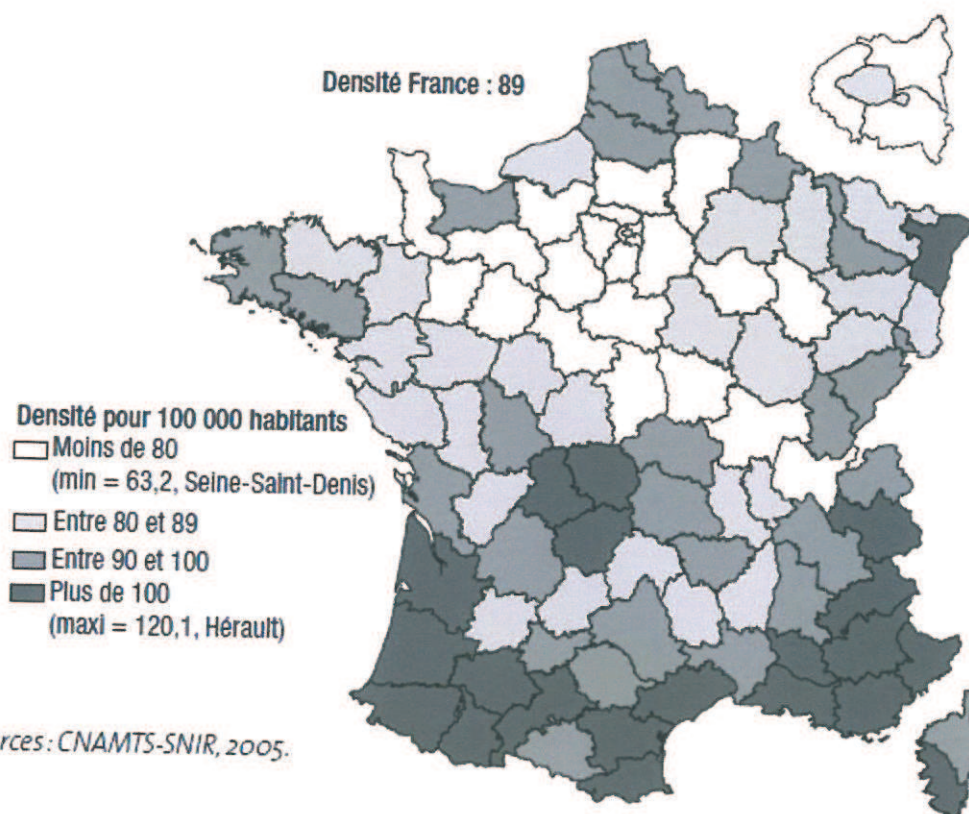 Densité France : 89
Densité pour 100 000 habitants
Moins de 80
(min = 63,2, Seine-Saint-Denis)
Entre 80 et 89
Entre 90 et 100
Plus de 100
(maxi = 120,1, Hérault)
rces : CNAMTS-SNIR, 2005.